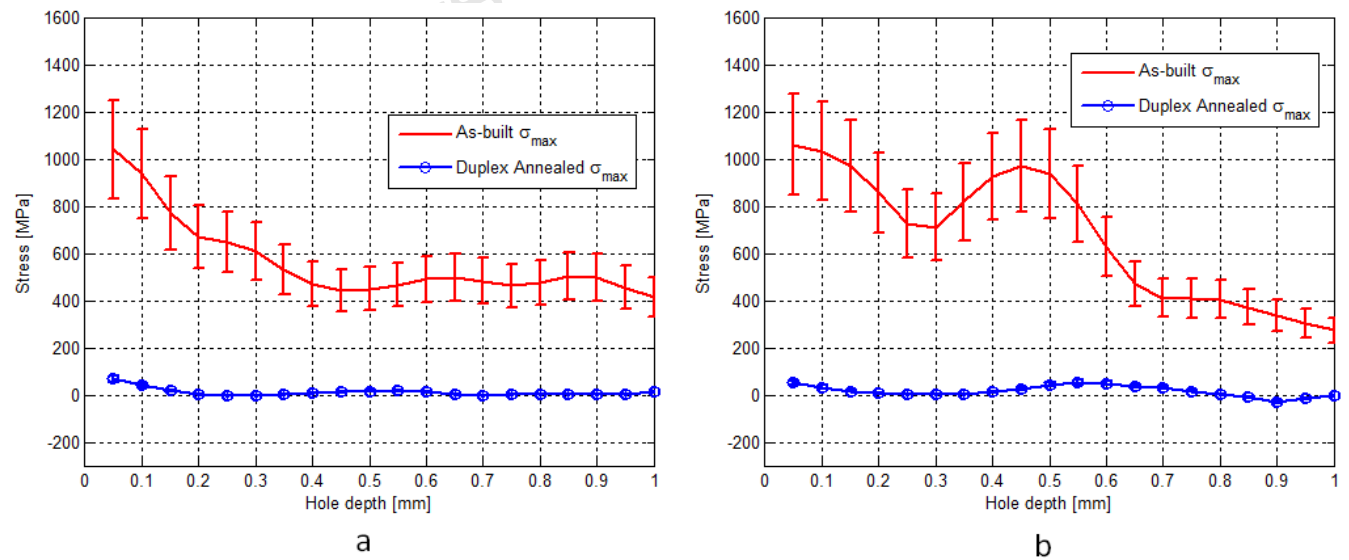 1600
1400
1200
1000
800
600
400
200
0
-200
Stress [MPa]
As-built σmax
Duplex Annealed σmax
0 0.1 0.2 0.3 0.4 0.5 0.6 0.7 0.8 0.9 1
Hole depth [mm]
a
1600
1400
1200
1000
800
600
400
200
0
-200
Stress [MPa]
As-built σmax
Duplex Annealed σmax
0 0.1 0.2 0.3 0.4 0.5 0.6 0.7 0.8 0.9 1
Hole depth [mm]
b